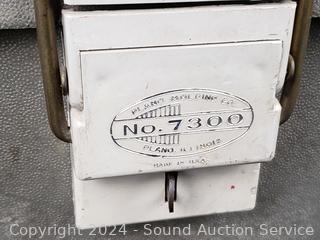 PLANO MOLDING CO.
No. 7300
PLANO, ILLINOIS
MADE IN U.S.A.
Copyright 2024 - Sound Auction Service